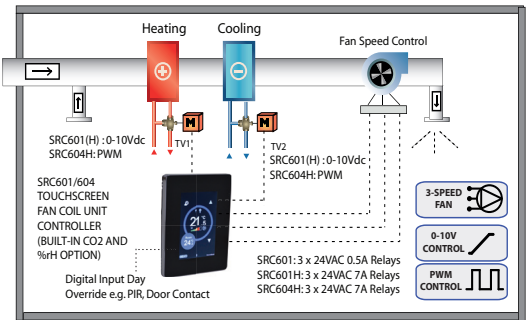 Heating
Cooling
Fan Speed Control
M
M
SRC601(H) : 0-10Vdc
SRC604H: PWM
TV1
TV2
SRC601(H) : 0-10Vdc
SRC604H: PWM
SRC601/604
TOUCHSCREEN
FAN COIL UNIT
CONTROLLER
(BUILT-IN CO2 AND
%rH OPTION)
21
24
3-SPEED
FAN
0-10V
CONTROL
PWM
CONTROL
SRC601: 3 x 24VAC 0.5A Relays
SRC601H: 3 x 24VAC 7A Relays
SRC604H: 3 x 24VAC 7A Relays
Digital Input Day
Override e.g. PIR, Door Contact